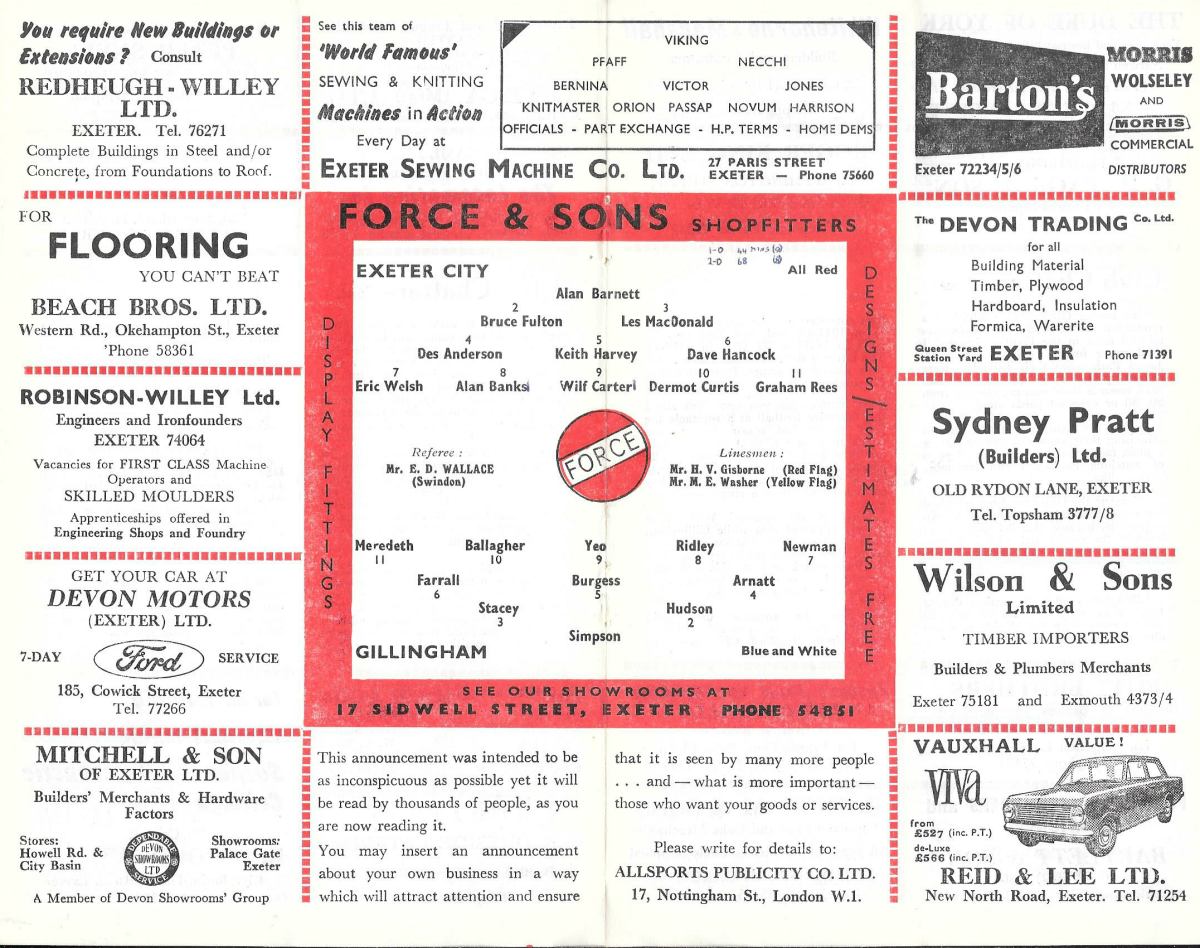 You require New Buildings or
Extensions? Consult
REDHEUGH-WILLEY
LTD.
EXETER. Tel. 76271
Complete Buildings in Steel and/or
Concrete, from Foundations to Roof.
See this team of
'World Famous'
SEWING & KNITTING
Machines in Action
Every Day at
VIKING
PFAFF NECCHI
BERNINA VICTOR JONES
KNITMASTER ORION PASSAP NOVUM HARRISON
OFFICIALS - PART EXCHANGE - H.P. TERMS - HOME DEMS
EXETER SEWING MACHINE CO. LTD.
27 PARIS STREET
EXETER — Phone 75660
Barton's
MORRIS
WOLSELEY
AND
MORRIS
COMMERCIAL
Exeter 72234/5/6 DISTRIBUTORS
FOR
FLOORING
YOU CAN'T BEAT
BEACH BROS. LTD.
Western Rd., Okehampton St., Exeter
'Phone 58361
ROBINSON-WILLEY Ltd.
Engineers and Ironfounders
EXETER 74064
Vacancies for FIRST CLASS Machine
Operators and
SKILLED MOULDERS
Apprenticeships offered in
Engineering Shops and Foundry
GET YOUR CAR AT
DEVON MOTORS
(EXETER) LTD.
7-DAY Ford SERVICE
185, Cowick Street, Exeter
Tel. 77266
MITCHELL & SON
OF EXETER LTD.
Builders' Merchants & Hardware
Factors
Stores:
Howell Rd. &
City Basin
DEPENDABLE
DEVON
SHOWROOMS
LTD
SERVICE
Showrooms:
Palace Gate
Exeter
A Member of Devon Showrooms' Group
FORCE & SONS SHOPFITTERS
DISPLAY FITTINGS
1-0 44 MINS (8)
2-0 68 (8)
EXETER CITY All Red
Alan Barnett
2 3
Bruce Fulton Les MacDonald
4 5 6
Des Anderson Keith Harvey Dave Hancock
7 8 9 10 11
Eric Welsh Alan Banks Wilf Carter Dermot Curtis Graham Rees
FORCE
Referee :
Mr. E. D. WALLACE
(Swindon)
Linesmen :
Mr. H. V. Gisborne (Red Flag)
Mr. M. E. Washer (Yellow Flag)
Meredeth Ballagher Yeo Ridley Newman
11 10 9 8 7
Farrall Burgess Arnatt
6 5 4
Stacey Hudson
3 2
Simpson
GILLINGHAM Blue and White
DESIGNS/ESTIMATES FREE
SEE OUR SHOWROOMS AT
17 SIDWELL STREET, EXETER PHONE 54851
This announcement was intended to be
as inconspicuous as possible yet it will
be read by thousands of people, as you
are now reading it.
You may insert an announcement
about your own business in a way
which will attract attention and ensure
that it is seen by many more people
. . . and — what is more important —
those who want your goods or services.
Please write for details to:
ALLSPORTS PUBLICITY CO. LTD.
17, Nottingham St., London W.1.
The DEVON TRADING Co. Ltd.
for all
Building Material
Timber, Plywood
Hardboard, Insulation
Formica, Warerite
Queen Street
Station Yard EXETER Phone 71391
Sydney Pratt
(Builders) Ltd.
OLD RYDON LANE, EXETER
Tel. Topsham 3777/8
Wilson & Sons
Limited
TIMBER IMPORTERS
Builders & Plumbers Merchants
Exeter 75181 and Exmouth 4373/4
VAUXHALL VALUE!
VIVA
from
£527 (inc. P.T.)
de-Luxe
£566 (inc. P.T.)
REID & LEE LTD.
New North Road, Exeter. Tel. 71254